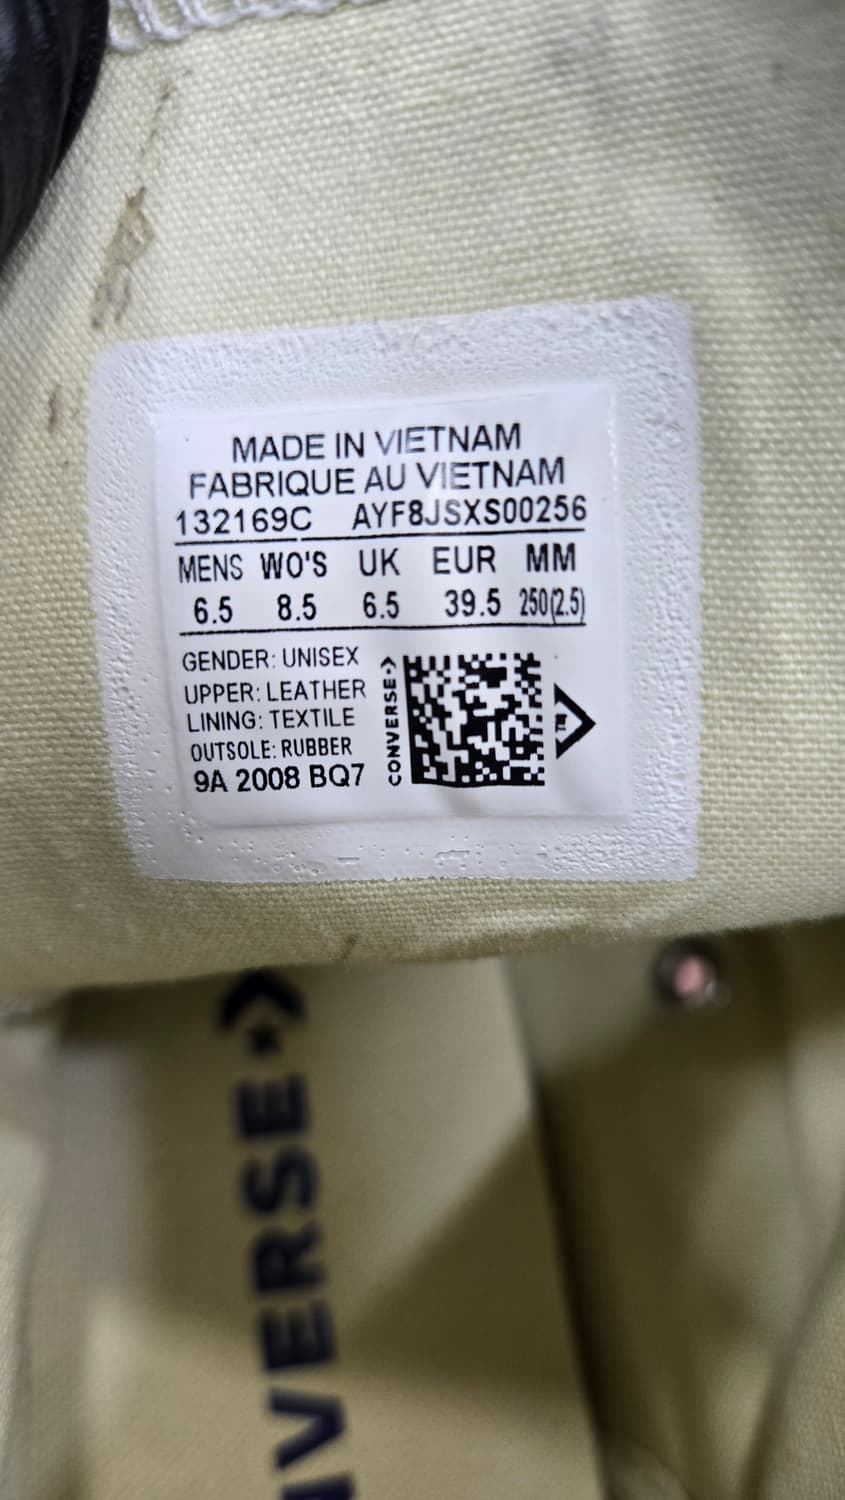 MADE IN VIETNAM
FABRIQUE AU VIETNAM
132169C AYF8JSXS00256
MENS WO'S UK EUR MM
6.5 8.5 6.5 39.5 250(2.5)
GENDER: UNISEX
UPPER: LEATHER
LINING: TEXTILE
OUTSOLE: RUBBER
9A 2008 BQ7
CONVERSE
VERSE